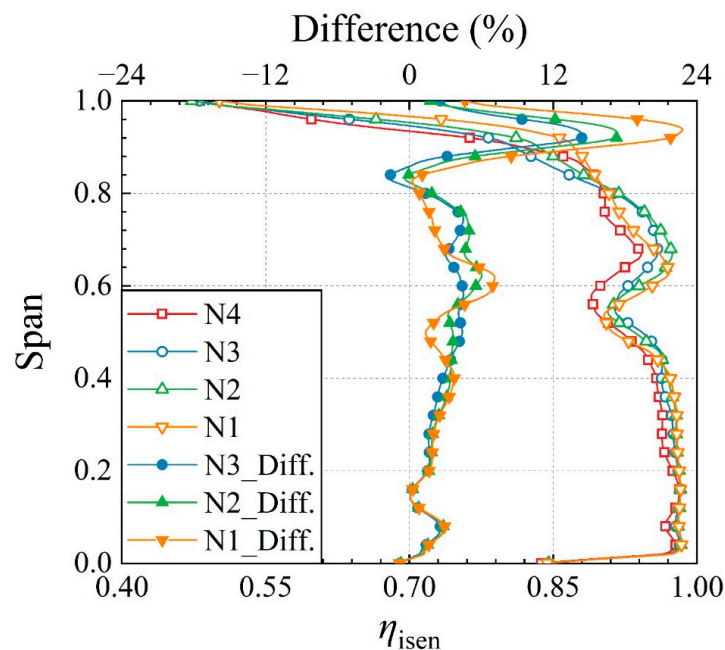 Difference (%)
−24 −12 0 12 24
1.0
0.8
0.6
0.4
0.2
0.0
Span
N4
N3
N2
N1
N3_Diff.
N2_Diff.
N1_Diff.
0.40 0.55 0.70 0.85 1.00
ηisen